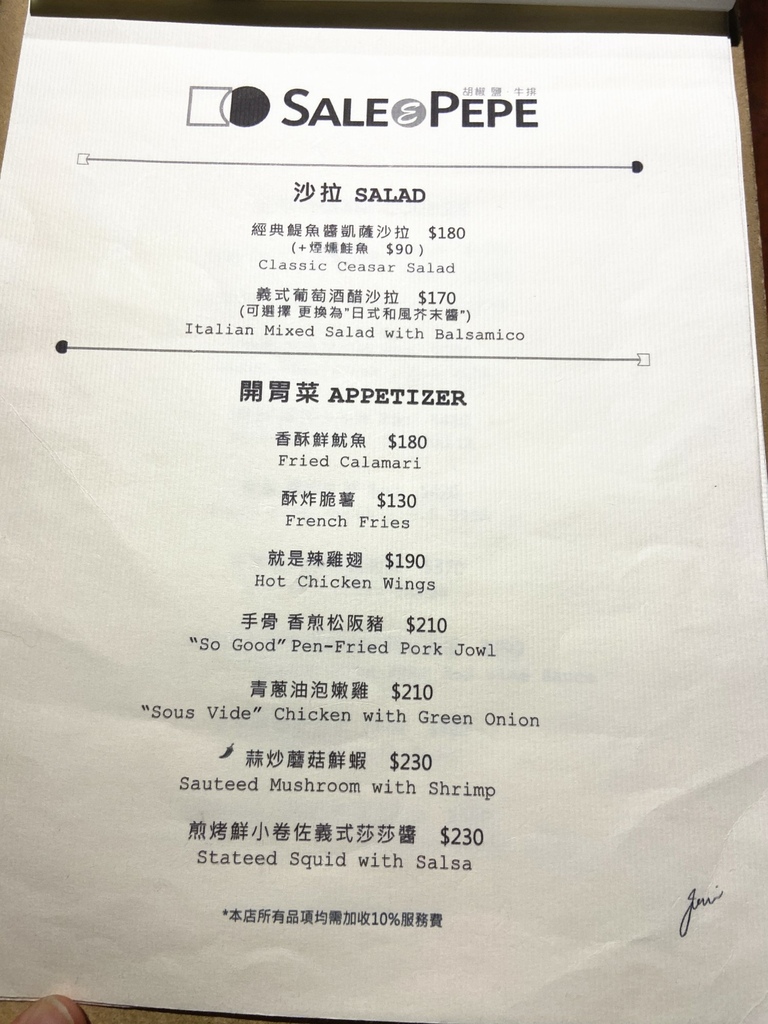 胡椒 鹽·牛排
SALE & PEPE
沙拉 SALAD
經典鯷魚醬凱薩沙拉 $180
(+煙燻鮭魚 $90 )
Classic Ceasar Salad
義式葡萄酒醋沙拉 $170
(可選擇 更換為"日式和風芥末醬")
Italian Mixed Salad with Balsamico
開胃菜 APPETIZER
香酥鮮魷魚 $180
Fried Calamari
酥炸脆薯 $130
French Fries
就是辣雞翅 $190
Hot Chicken Wings
手骨 香煎松阪豬 $210
"So Good" Pen-Fried Pork Jowl
青蔥油泡嫩雞 $210
"Sous Vide" Chicken with Green Onion
蒜炒蘑菇鮮蝦 $230
Sauteed Mushroom with Shrimp
煎烤鮮小卷佐義式莎莎醬 $230
Stateed Squid with Salsa
*本店所有品項均需加收10%服務費